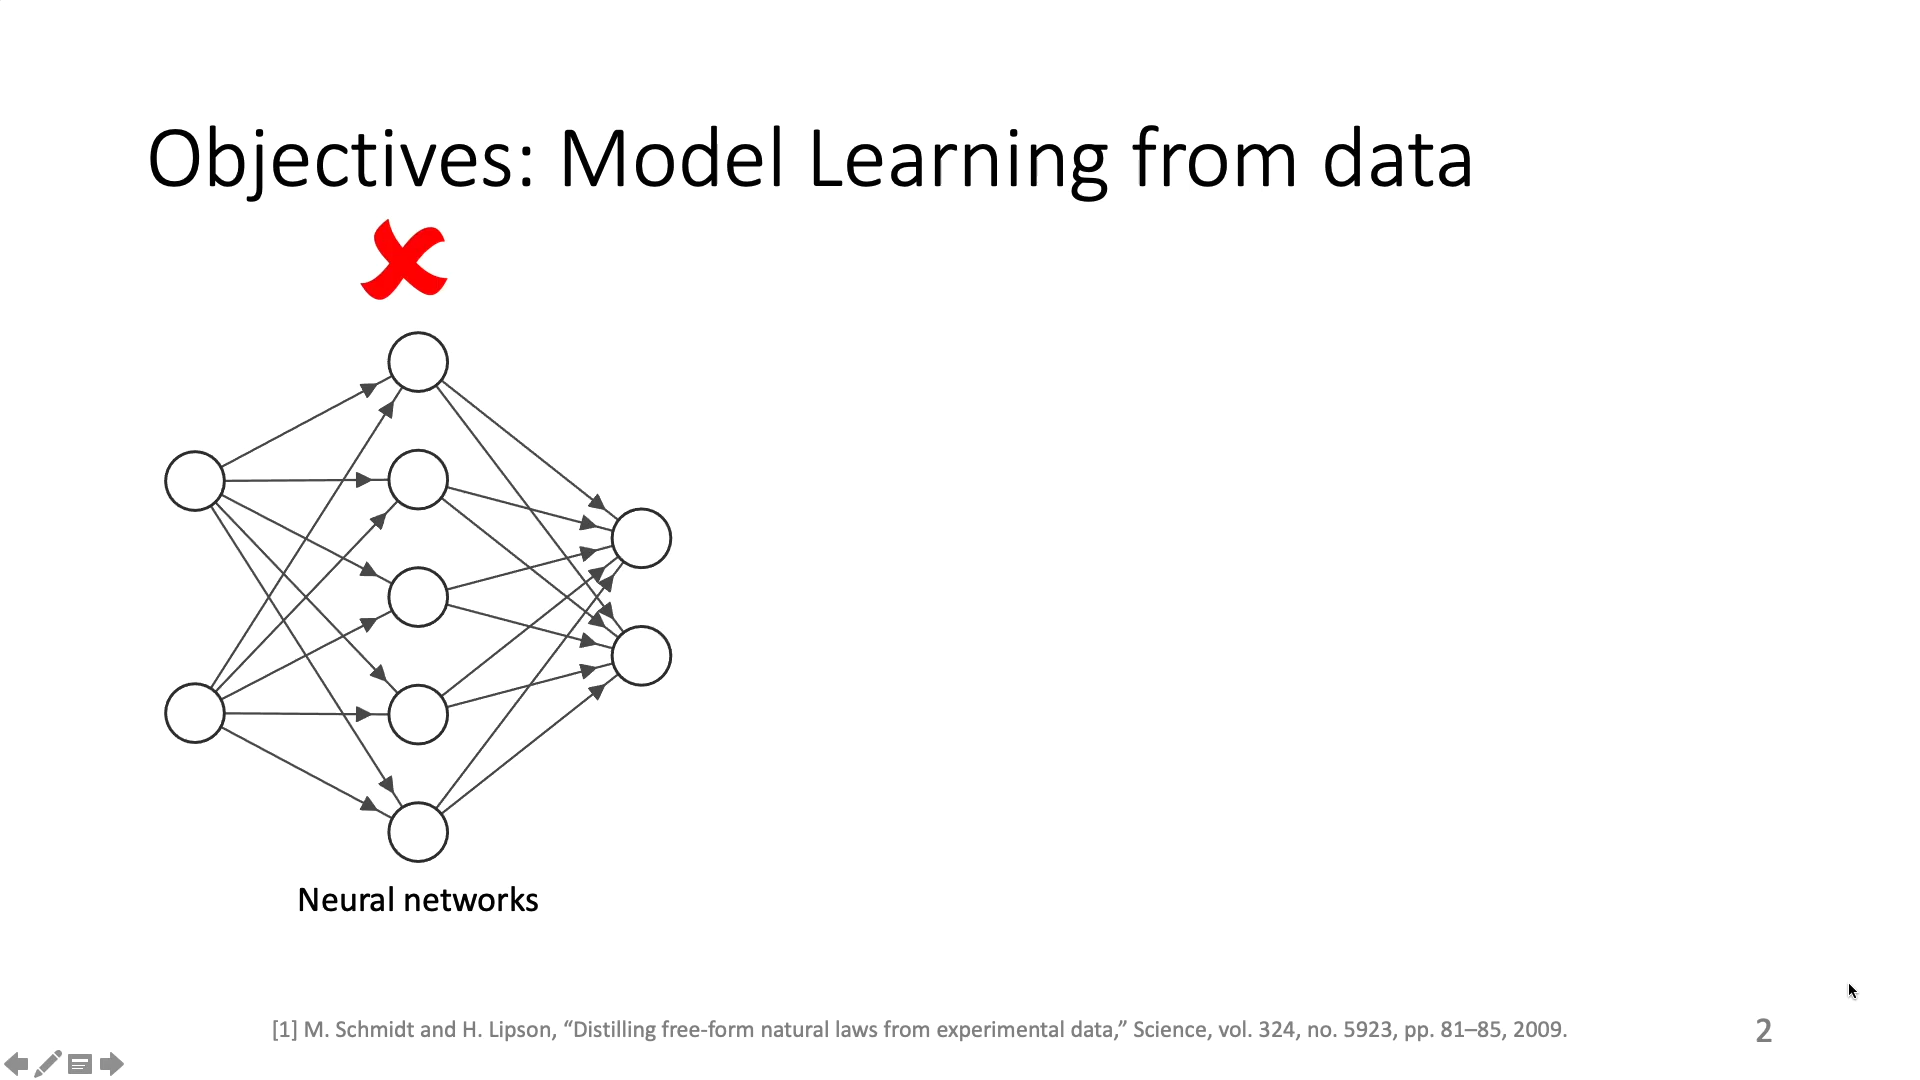 Objectives: Model Learning from data
Neural networks
[1] M. Schmidt and H. Lipson, “Distilling free-form natural laws from experimental data,” Science, vol. 324, no. 5923, pp. 81–85, 2009.
2